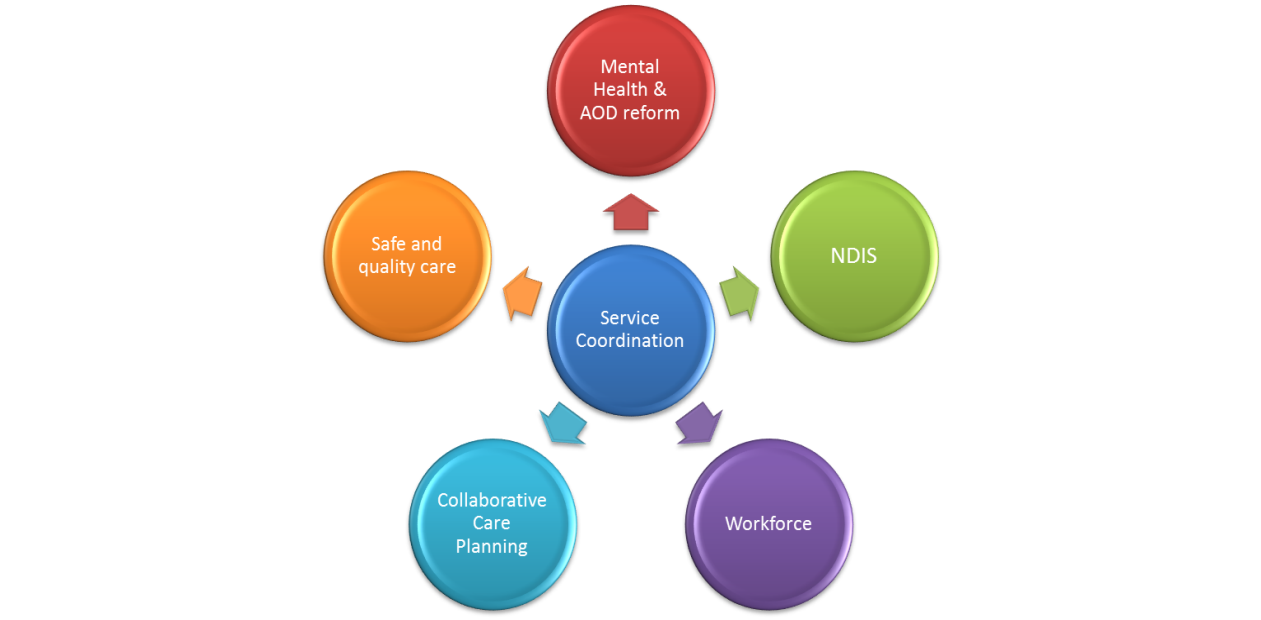 Mental
Health &
AOD reform
Safe and
quality care
NDIS
Service
Coordination
Collaborative
Care
Planning
Workforce